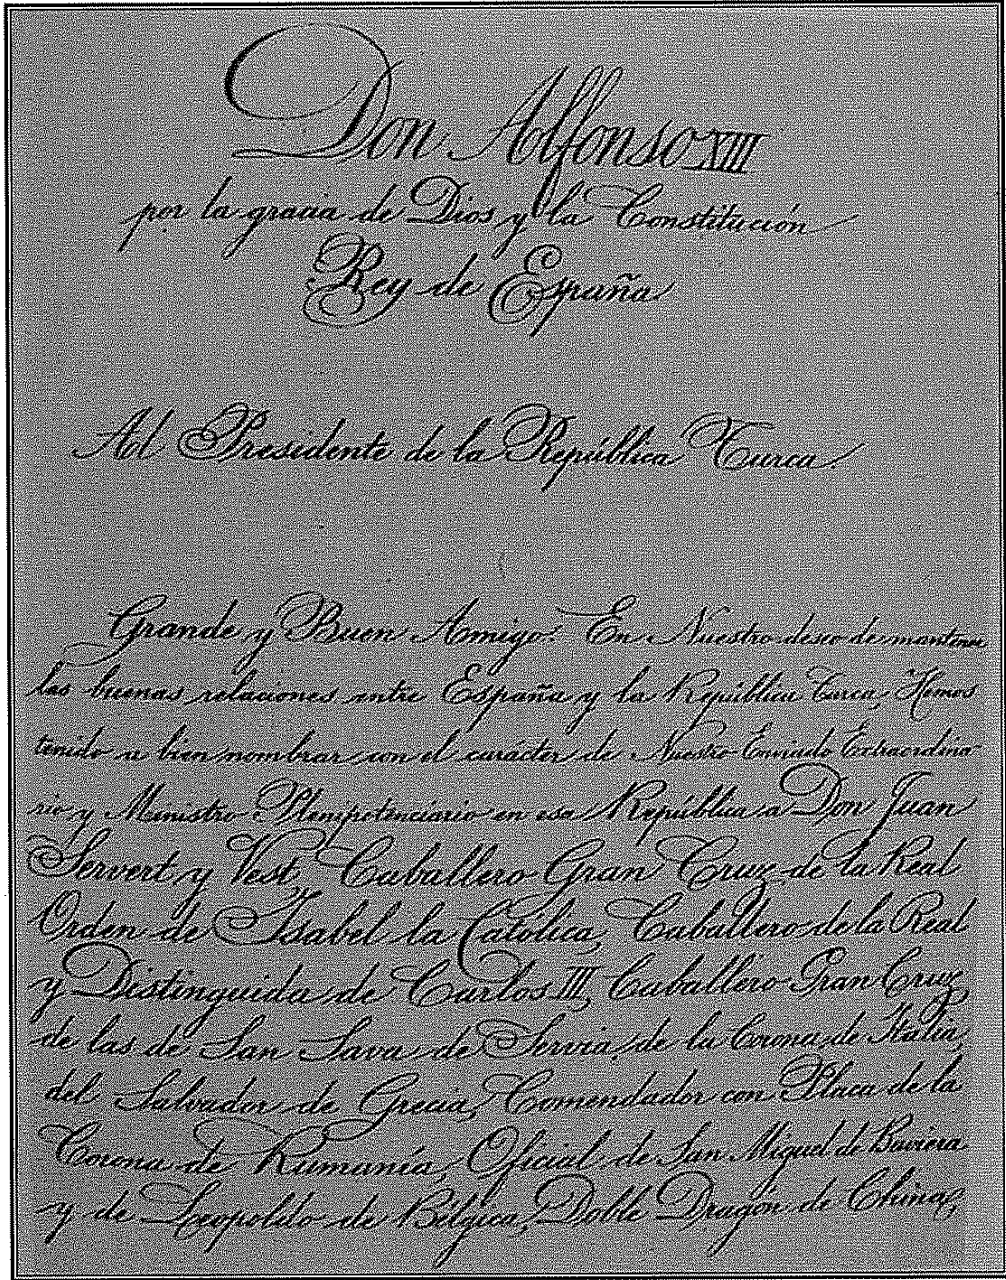 Don Alfonso XIII
por la gracia de Dios y la Constitución
Rey de España
Al Presidente de la República Turca.
Grande y Buen Amigo: En Nuestro deseo de mantener
las buenas relaciones entre España y la República Turca, Hemos
tenido a bien nombrar con el carácter de Nuestro Enviado Extraordina-
rio y Ministro Plenipotenciario en esa República a Don Juan
Servert y Vest, Caballero Gran Cruz de la Real
Orden de Isabel la Católica, Caballero de la Real
y Distinguida de Carlos III, Caballero Gran Cruz
de las de San Sava de Servia, de la Corona de Italia,
del Salvador de Grecia, Comendador con Placa de la
Corona de Rumanía, Oficial de San Miguel de Baviera
y de Leopoldo de Bélgica, Doble Dragón de China,